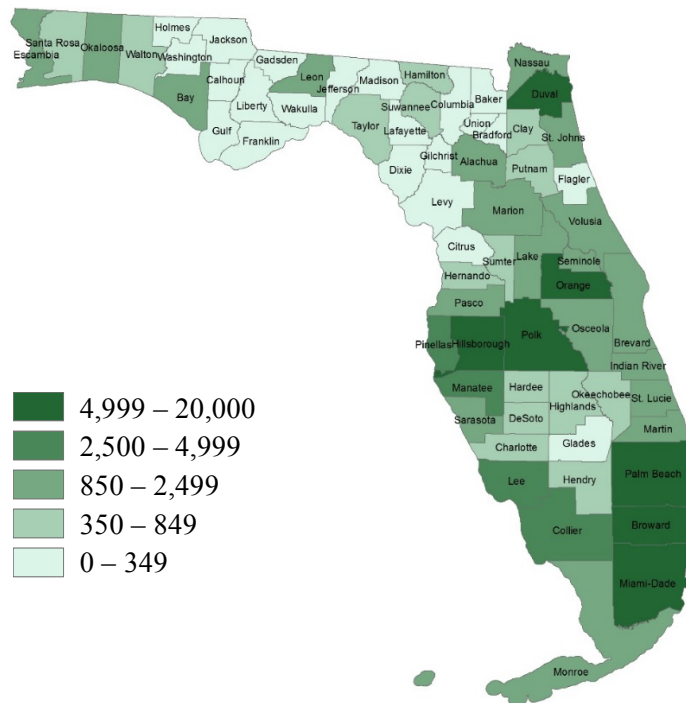 Holmes
Jackson
Santa Rosa
Okaloosa
Escambia
Walton
Washington
Gadsden
Calhoun
Leon
Jefferson
Madison
Hamilton
Nassau
Duval
Bay
Liberty
Wakulla
Suwannee
Columbia
Baker
Gulf
Franklin
Taylor
Lafayette
Union
Bradford
Clay
St. Johns
Gilchrist
Alachua
Putnam
Dixie
Flagler
Levy
Marion
Volusia
Citrus
Sumter
Lake
Seminole
Hernando
Orange
Pasco
Pinellas
Hillsborough
Polk
Osceola
Brevard
Indian River
Manatee
Hardee
Okeechobee
Highlands
St. Lucie
Sarasota
DeSoto
Martin
Charlotte
Glades
Lee
Hendry
Palm Beach
Collier
Broward
Miami-Dade
Monroe
4,999 – 20,000
2,500 – 4,999
850 – 2,499
350 – 849
0 – 349